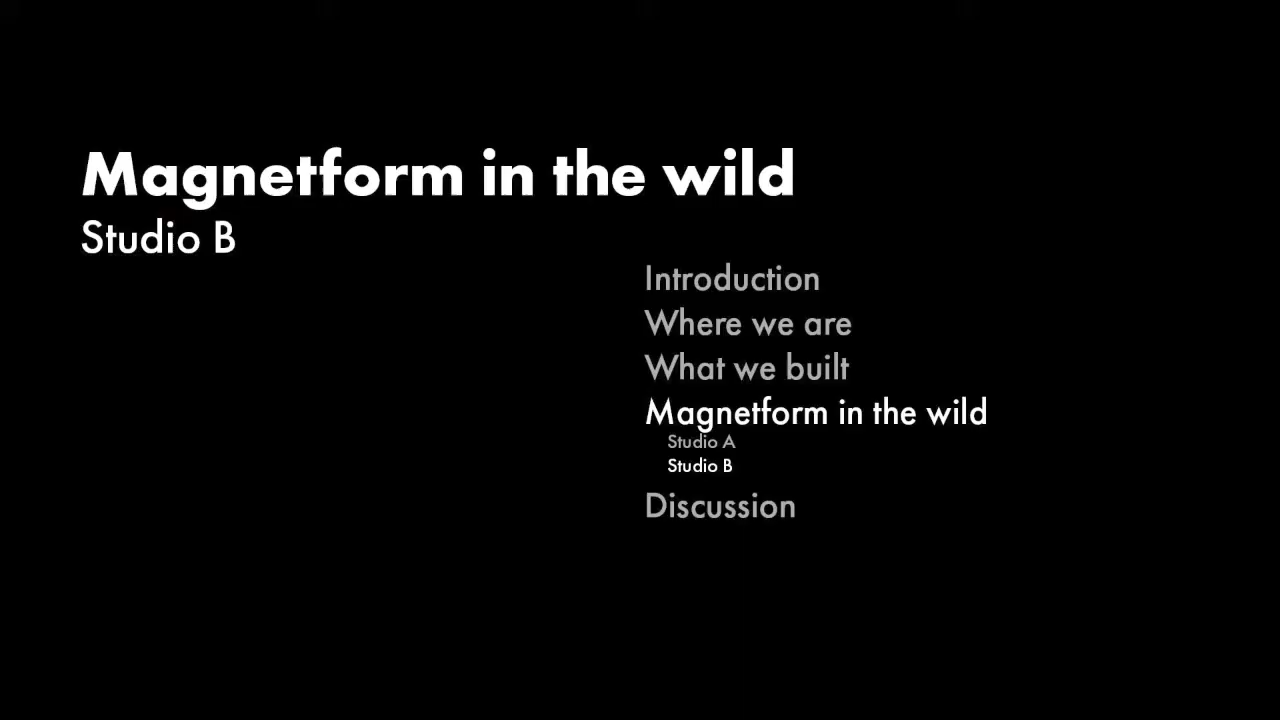 Magnetform in the wild
Studio B
Introduction
Where we are
What we built
Magnetform in the wild
Studio A
Studio B
Discussion